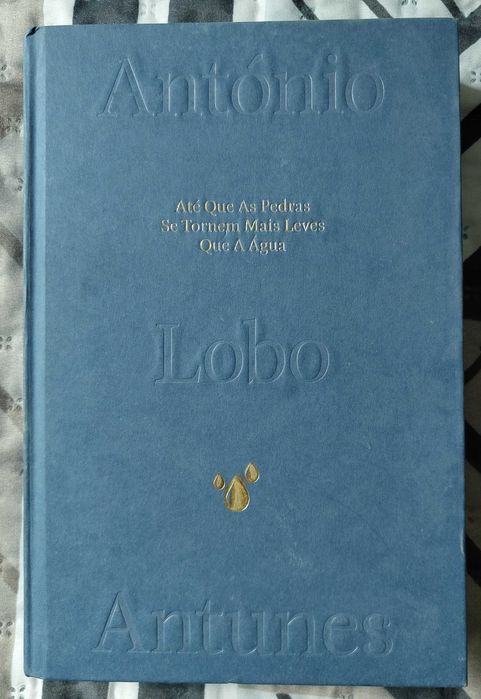 António
Até Que As Pedras
Se Tornem Mais Leves
Que A Água
Lobo
Antunes